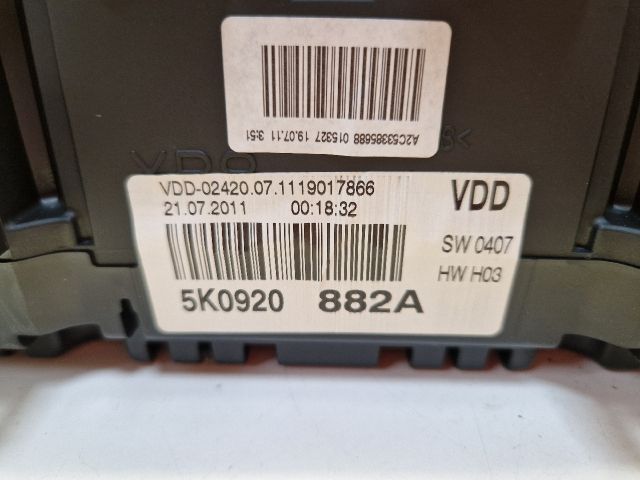 A2C53385688 015327 19.07.11 3:51
VDD-02420.07.1119017866
21.07.2011 00:18:32
VDD
SW 0407
HW H03
5K0920 882A